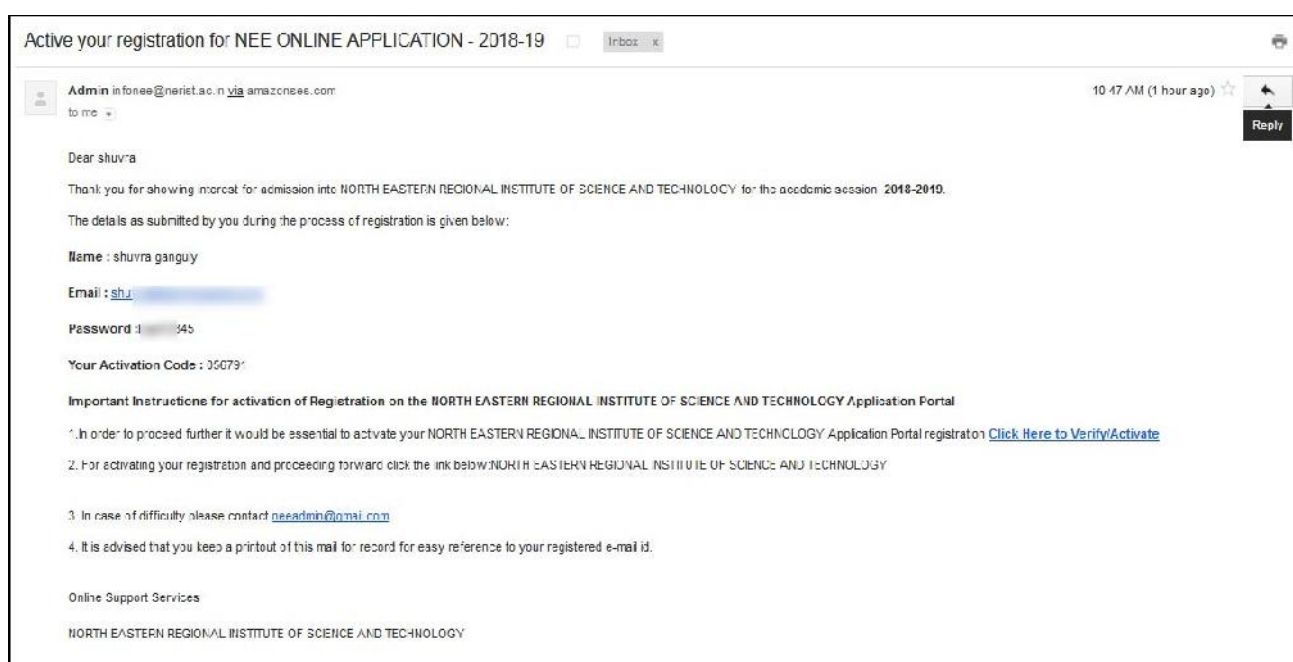 Active your registration for NEE ONLINE APPLICATION - 2018-19 Inbox x
Admin infonee@nerist.ac.in via amazonses.com 10:47 AM (1 hour ago)
to me
Reply
Dear shuvra
Thank you for showing interest for admission into NORTH EASTERN REGIONAL INSTITUTE OF SCIENCE AND TECHNOLOGY for the academic session 2018-2019.
The details as submitted by you during the process of registration is given below:
Name : shuvra ganguly
Email : shu
Password : 345
Your Activation Code :
Important Instructions for activation of Registration on the NORTH EASTERN REGIONAL INSTITUTE OF SCIENCE AND TECHNOLOGY Application Portal
1.In order to proceed further it would be essential to activate your NORTH EASTERN REGIONAL INSTITUTE OF SCIENCE AND TECHNOLOGY Application Portal registration Click Here to Verify/Activate
2. For activating your registration and proceeding forward click the link below:NORTH EASTERN REGIONAL INSTITUTE OF SCIENCE AND TECHNOLOGY
3. In case of difficulty please contact neeadmin@gmail.com
4. It is advised that you keep a printout of this mail for record for easy reference to your registered e-mail id.
Online Support Services
NORTH EASTERN REGIONAL INSTITUTE OF SCIENCE AND TECHNOLOGY